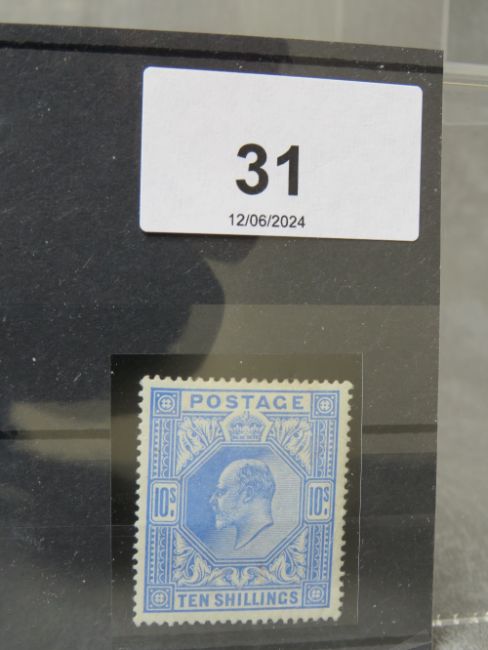 31
12/06/2024
POSTAGE
10S. 10S.
TEN SHILLINGS